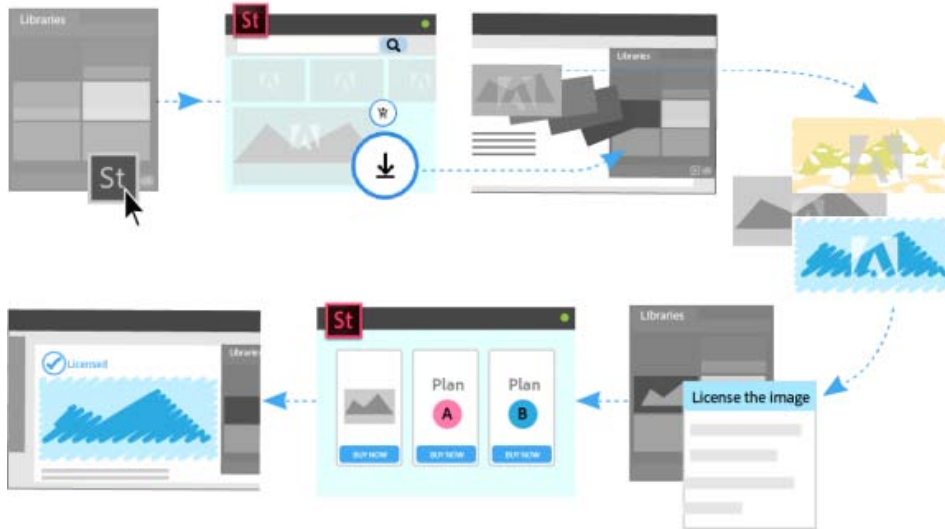 Libraries
St
St
Libraries
Libraries
License the image
St
Plan
A
BUY NOW
Plan
B
BUY NOW
BUY NOW
Licensed
Libraries